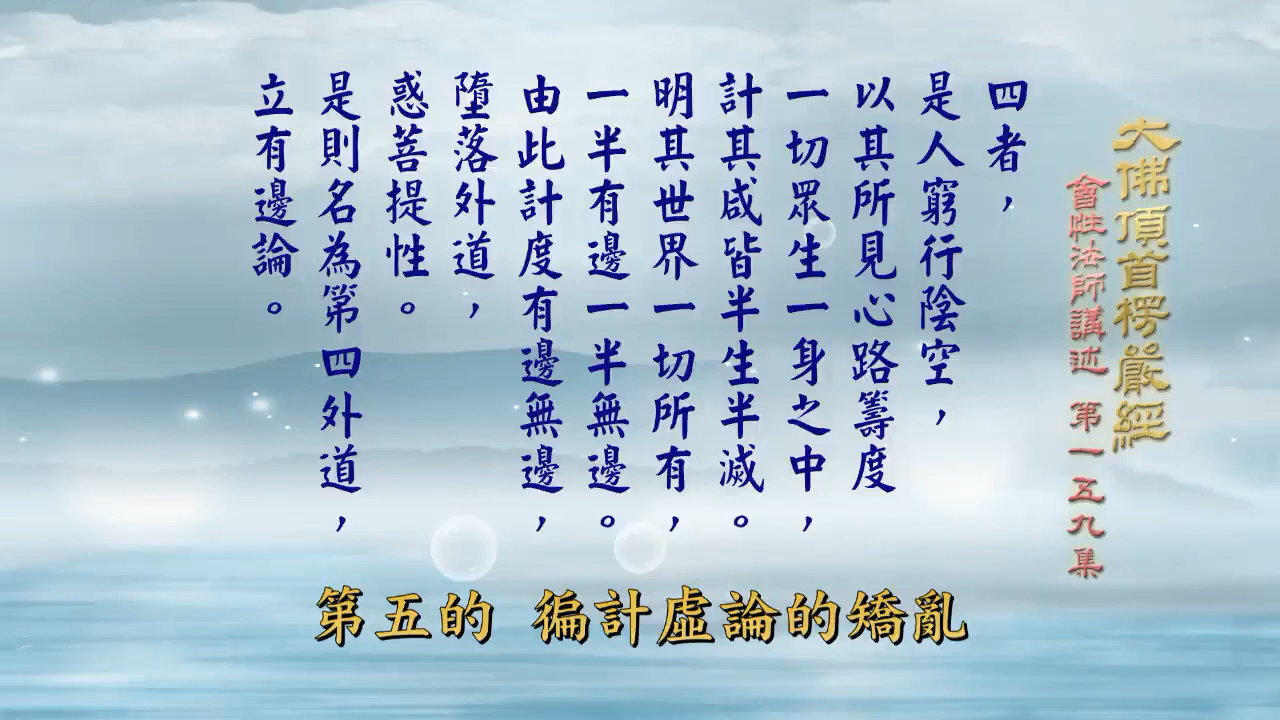 大佛頂首楞嚴經
會性法師講述 第一五九集
四者，
是人窮行陰空，
以其所見心路籌度
一切眾生一身之中，
計其咸皆半生半滅。
明其世界一切所有，
一半有邊一半無邊。
由此計度有邊無邊，
墮落外道，
惑菩提性。
是則名為第四外道，
立有邊論。
第五的 徧計虛論的矯亂